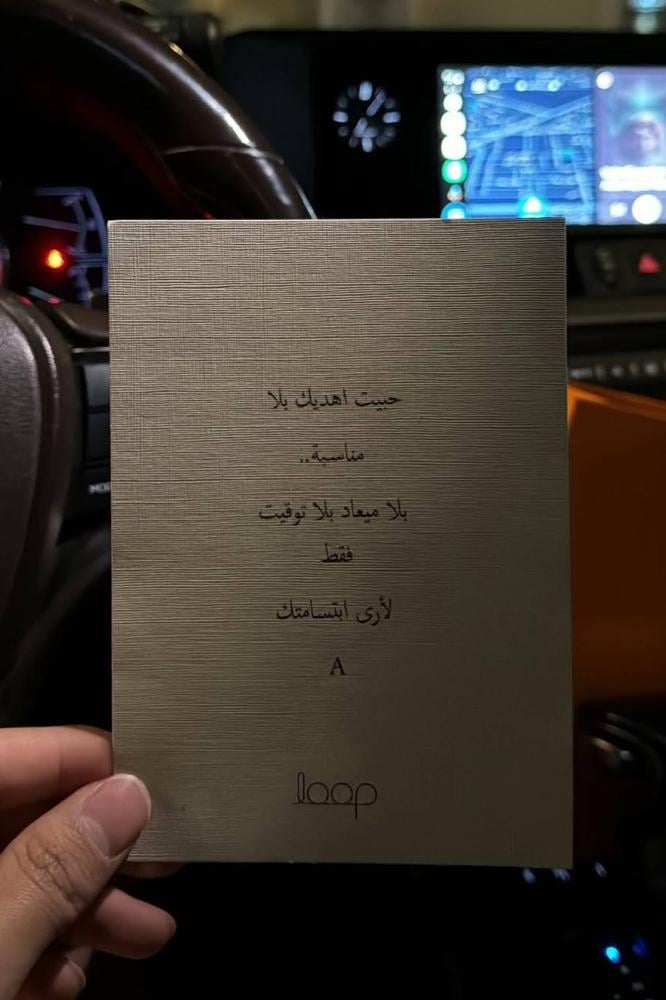 حبيت اهديك بلا
مناسبة..
بلا ميعاد بلا توقيت
فقط
لأرى ابتسامتك
A
loop